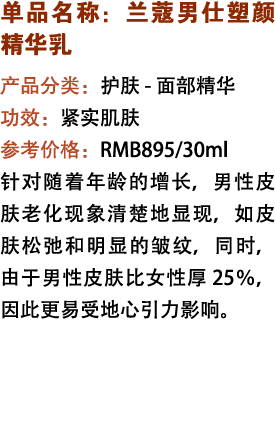 单品名称：兰蔻男仕塑颜
精华乳
产品分类：护肤 - 面部精华
功效：紧实肌肤
参考价格：RMB895/30ml
针对随着年龄的增长，男性皮
肤老化现象清楚地显现，如皮
肤松弛和明显的皱纹，同时，
由于男性皮肤比女性厚 25%，
因此更易受地心引力影响。